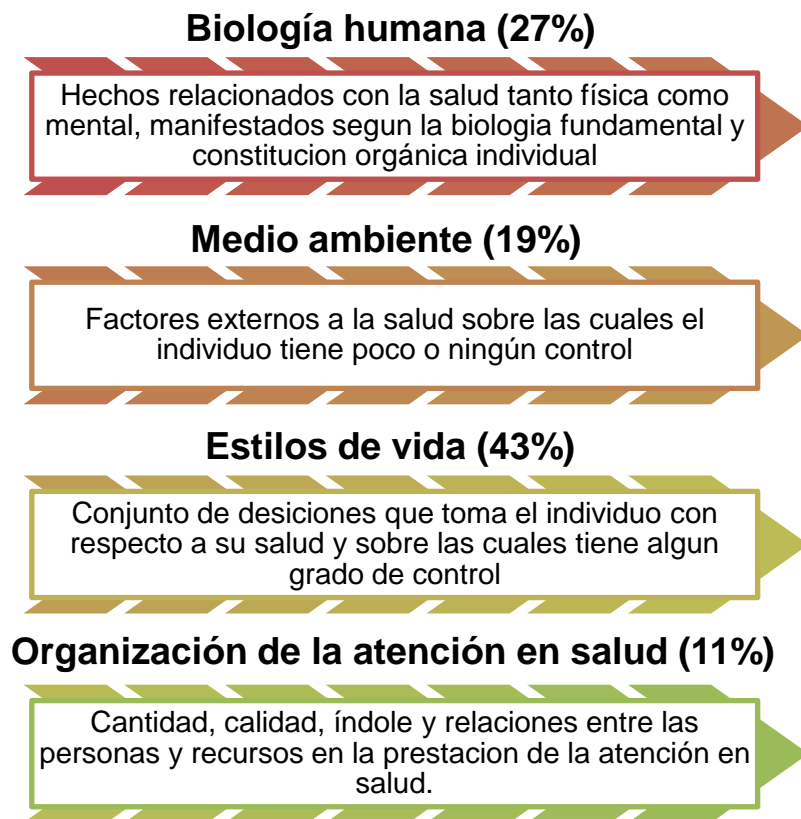 Biología humana (27%)
Hechos relacionados con la salud tanto física como
mental, manifestados segun la biologia fundamental y
constitucion orgánica individual
Medio ambiente (19%)
Factores externos a la salud sobre las cuales el
individuo tiene poco o ningún control
Estilos de vida (43%)
Conjunto de desiciones que toma el individuo con
respecto a su salud y sobre las cuales tiene algun
grado de control
Organización de la atención en salud (11%)
Cantidad, calidad, índole y relaciones entre las
personas y recursos en la prestacion de la atención en
salud.